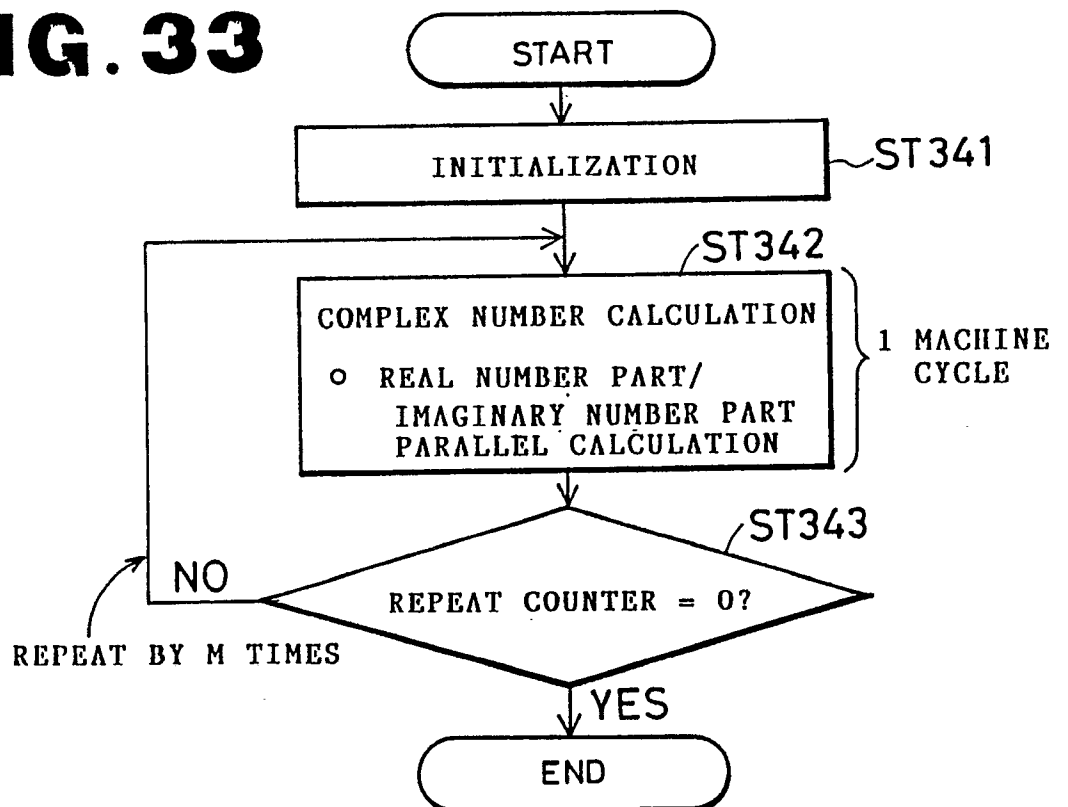 IG. 33
START
INITIALIZATION
ST341
ST342
COMPLEX NUMBER CALCULATION
REAL NUMBER PART/
IMAGINARY NUMBER PART
PARALLEL CALCULATION
1 MACHINE
CYCLE
ST343
REPEAT COUNTER = 0?
NO
REPEAT BY M TIMES
YES
END